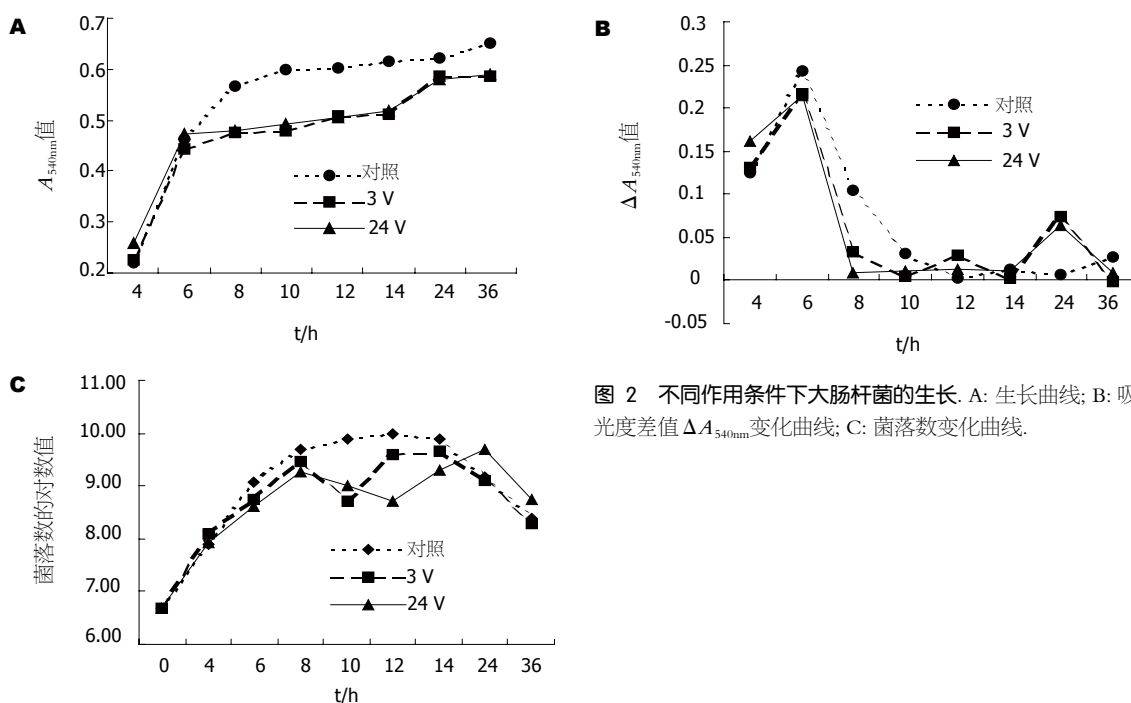 A
0.7
0.6
0.5
0.4
0.3
0.2
A540nm值
对照
3 V
24 V
4 6 8 10 12 14 24 36
t/h
B
0.3
0.25
0.2
0.15
0.1
0.05
0
-0.05
ΔA540nm值
对照
3 V
24 V
4 6 8 10 12 14 24 36
t/h
C
11.00
10.00
9.00
8.00
7.00
6.00
菌落数的对数值
对照
3 V
24 V
0 4 6 8 10 12 14 24 36
t/h
图 2 不同作用条件下大肠杆菌的生长. A: 生长曲线; B: 吸
光度差值ΔA540nm变化曲线; C: 菌落数变化曲线.